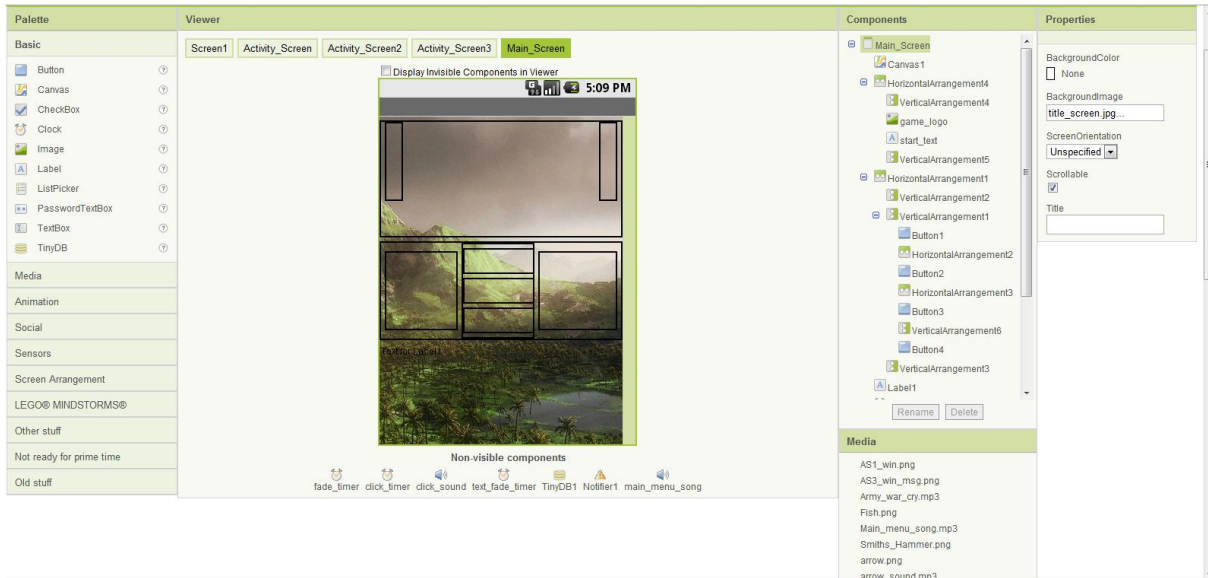 Palette
Basic
Button
Canvas
CheckBox
Clock
Image
Label
ListPicker
PasswordTextBox
TextBox
TinyDB
Media
Animation
Social
Sensors
Screen Arrangement
LEGO® MINDSTORMS®
Other stuff
Not ready for prime time
Old stuff
Viewer
Screen1 Activity_Screen Activity_Screen2 Activity_Screen3 Main_Screen
Display Invisible Components in Viewer
5:09 PM
Text for Label1
Non-visible components
fade_timer click_timer click_sound text_fade_timer TinyDB1 Notifier1 main_menu_song
Components
Main_Screen
Canvas1
HorizontalArrangement4
VerticalArrangement4
game_logo
start_text
VerticalArrangement5
HorizontalArrangement1
VerticalArrangement2
VerticalArrangement1
Button1
HorizontalArrangement2
Button2
HorizontalArrangement3
Button3
VerticalArrangement6
Button4
VerticalArrangement3
Label1
Rename Delete
Media
AS1_win.png
AS3_win_msg.png
Army_war_cry.mp3
Fish.png
Main_menu_song.mp3
Smiths_Hammer.png
arrow.png
arrow_sound.mp3
Properties
BackgroundColor
None
BackgroundImage
title_screen.jpg...
ScreenOrientation
Unspecified
Scrollable
Title